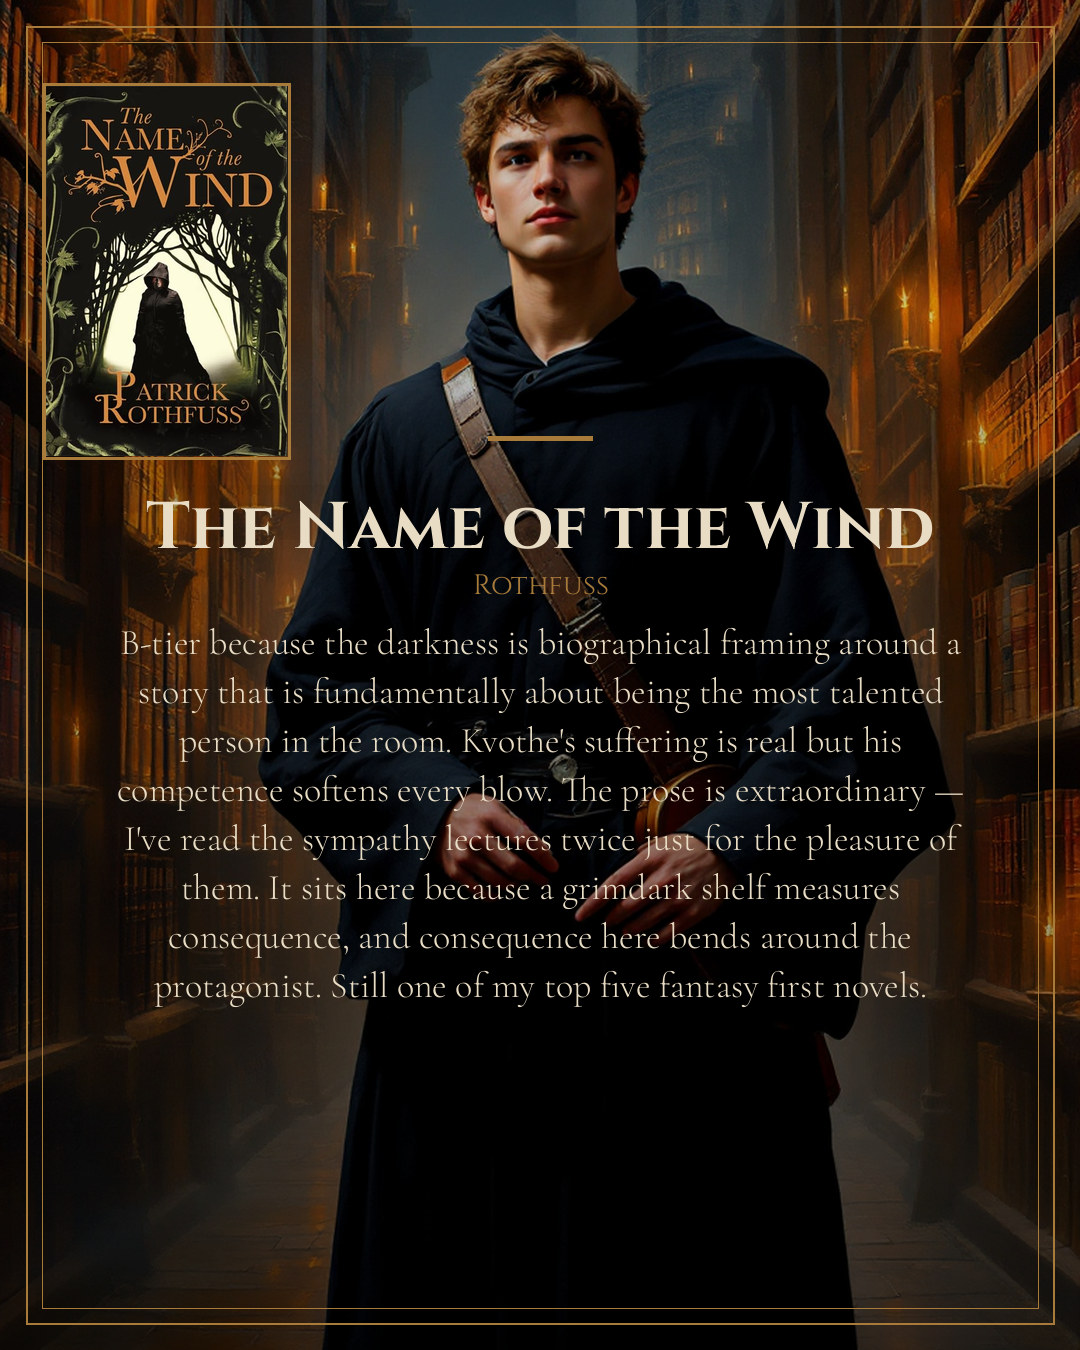 The
NAME
of the
WIND
PATRICK
ROTHFUSS
THE NAME OF THE WIND
ROTHFUSS
B-tier because the darkness is biographical framing around a
story that is fundamentally about being the most talented
person in the room. Kvothe's suffering is real but his
competence softens every blow. The prose is extraordinary —
I've read the sympathy lectures twice just for the pleasure of
them. It sits here because a grimdark shelf measures
consequence, and consequence here bends around the
protagonist. Still one of my top five fantasy first novels.